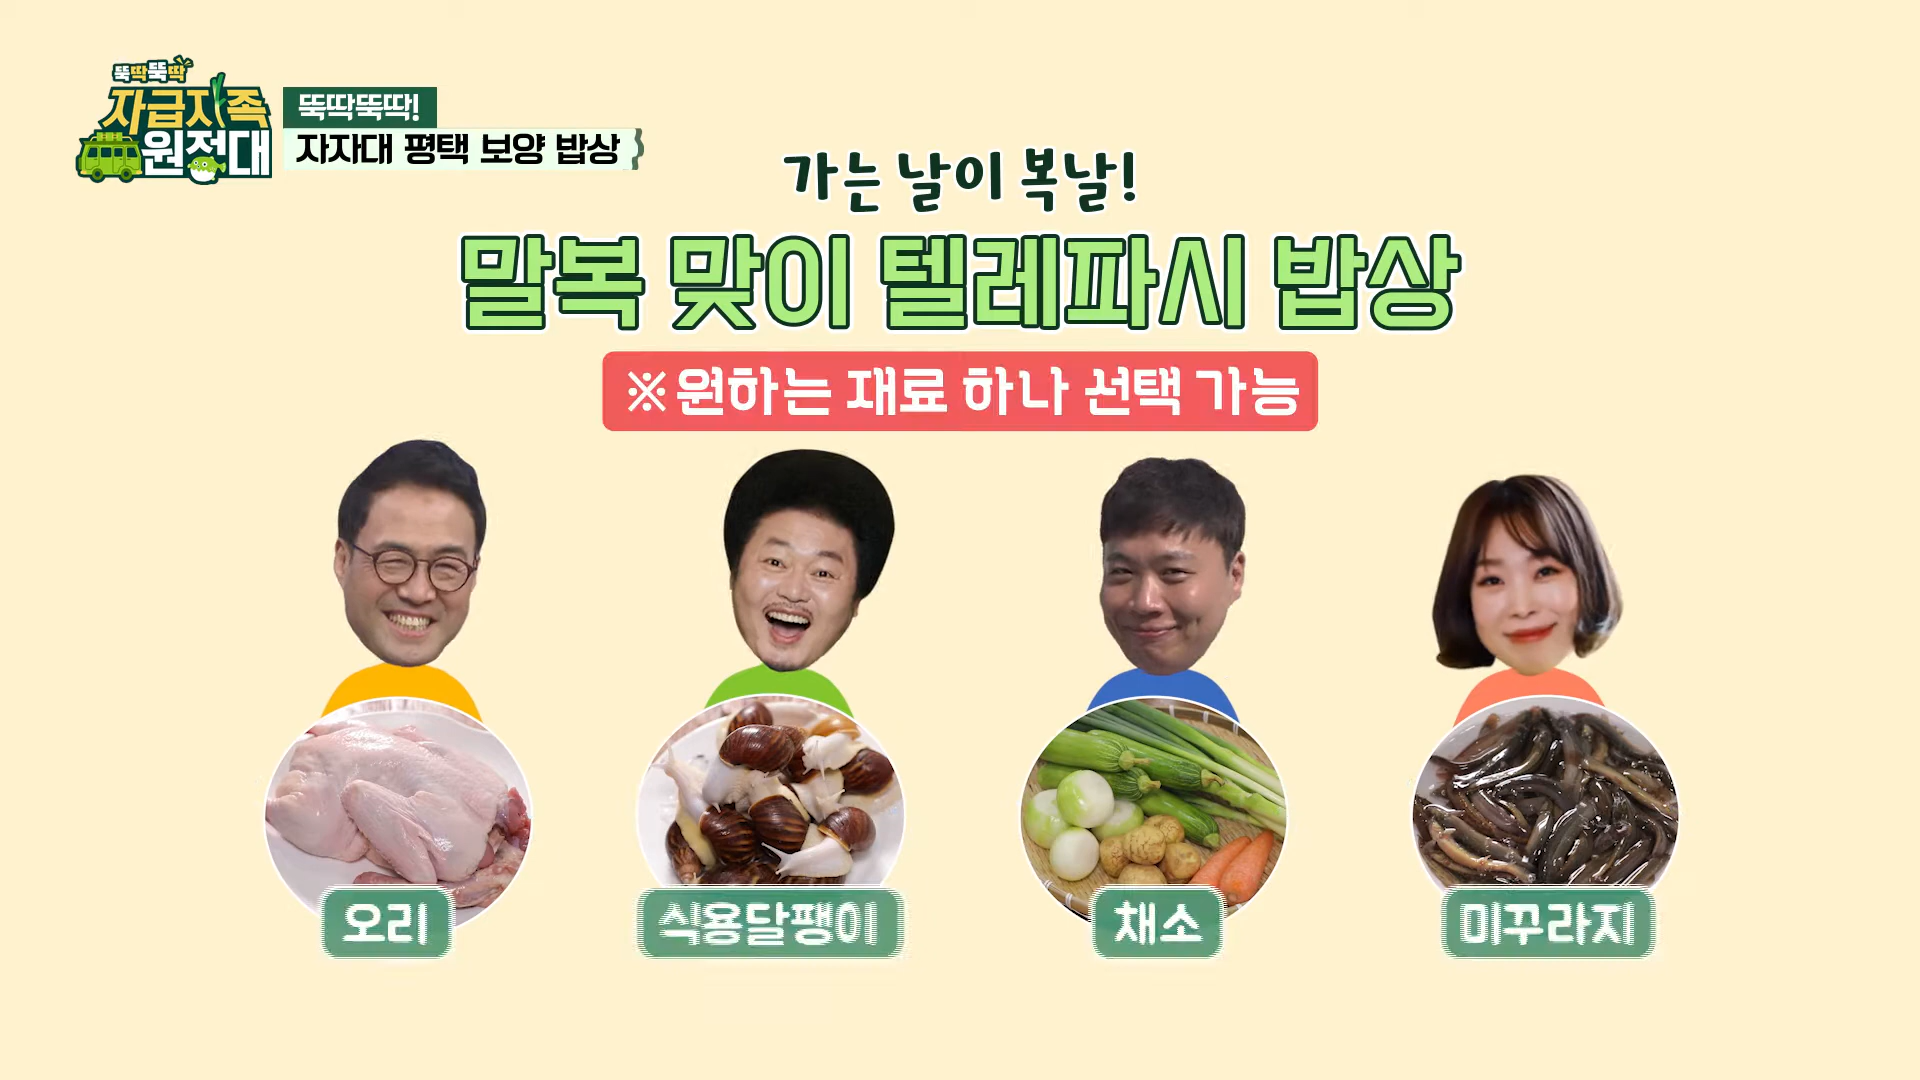 뚝딱뚝딱
자급자족
원정대
뚝딱뚝딱!
자자대 평택 보양 밥상
가는 날이 복날!
말복 맞이 텔레파시 밥상
※원하는 재료 하나 선택 가능
오리
식용달팽이
채소
미꾸라지